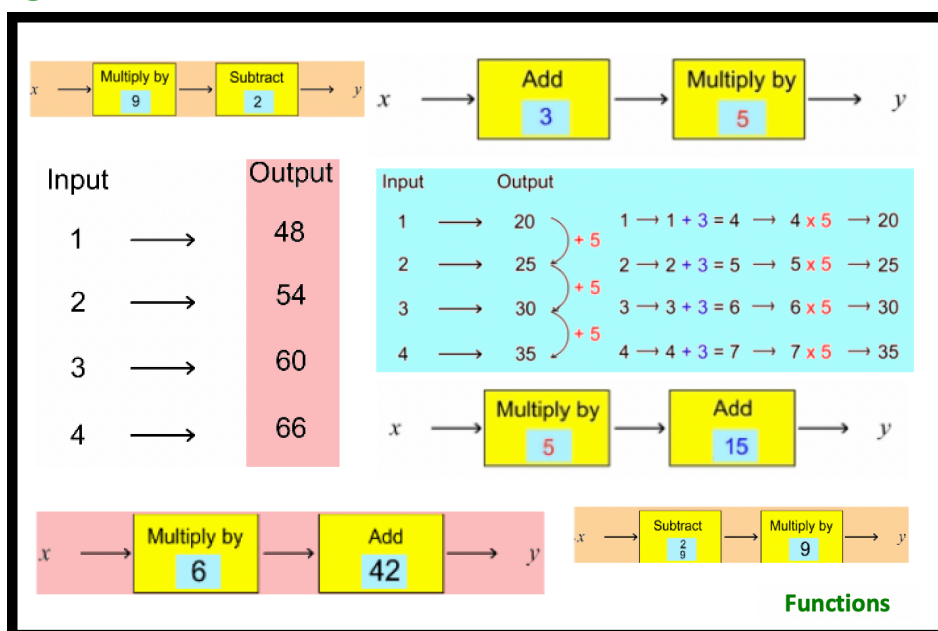 x → Multiply by 9 → Subtract 2 → y
x → Add 3 → Multiply by 5 → y
Input Output
1 → 48
2 → 54
3 → 60
4 → 66
Input Output
1 → 20 1 → 1 + 3 = 4 → 4 x 5 → 20
+ 5
2 → 25 2 → 2 + 3 = 5 → 5 x 5 → 25
+ 5
3 → 30 3 → 3 + 3 = 6 → 6 x 5 → 30
+ 5
4 → 35 4 → 4 + 3 = 7 → 7 x 5 → 35
x → Multiply by 5 → Add 15 → y
x → Multiply by 6 → Add 42 → y
x → Subtract 2/9 → Multiply by 9 → y
Functions